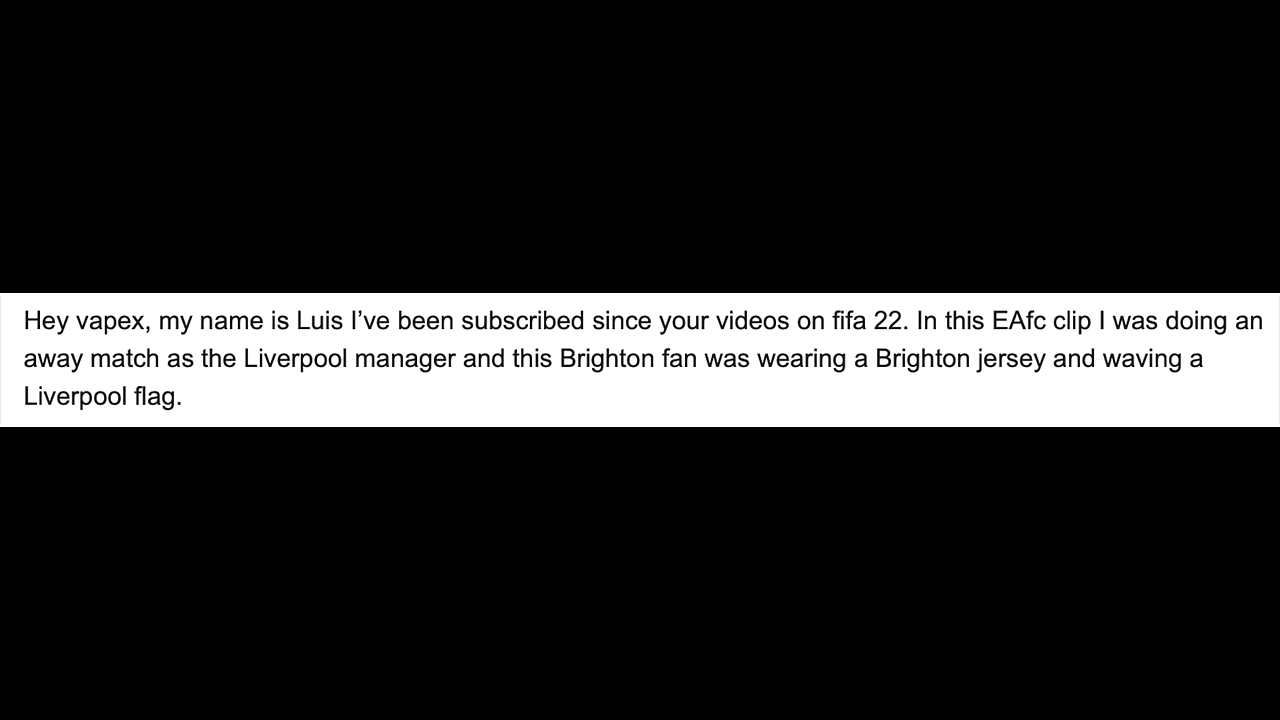 Hey vapex, my name is Luis I’ve been subscribed since your videos on fifa 22. In this EAfc clip I was doing an
away match as the Liverpool manager and this Brighton fan was wearing a Brighton jersey and waving a
Liverpool flag.